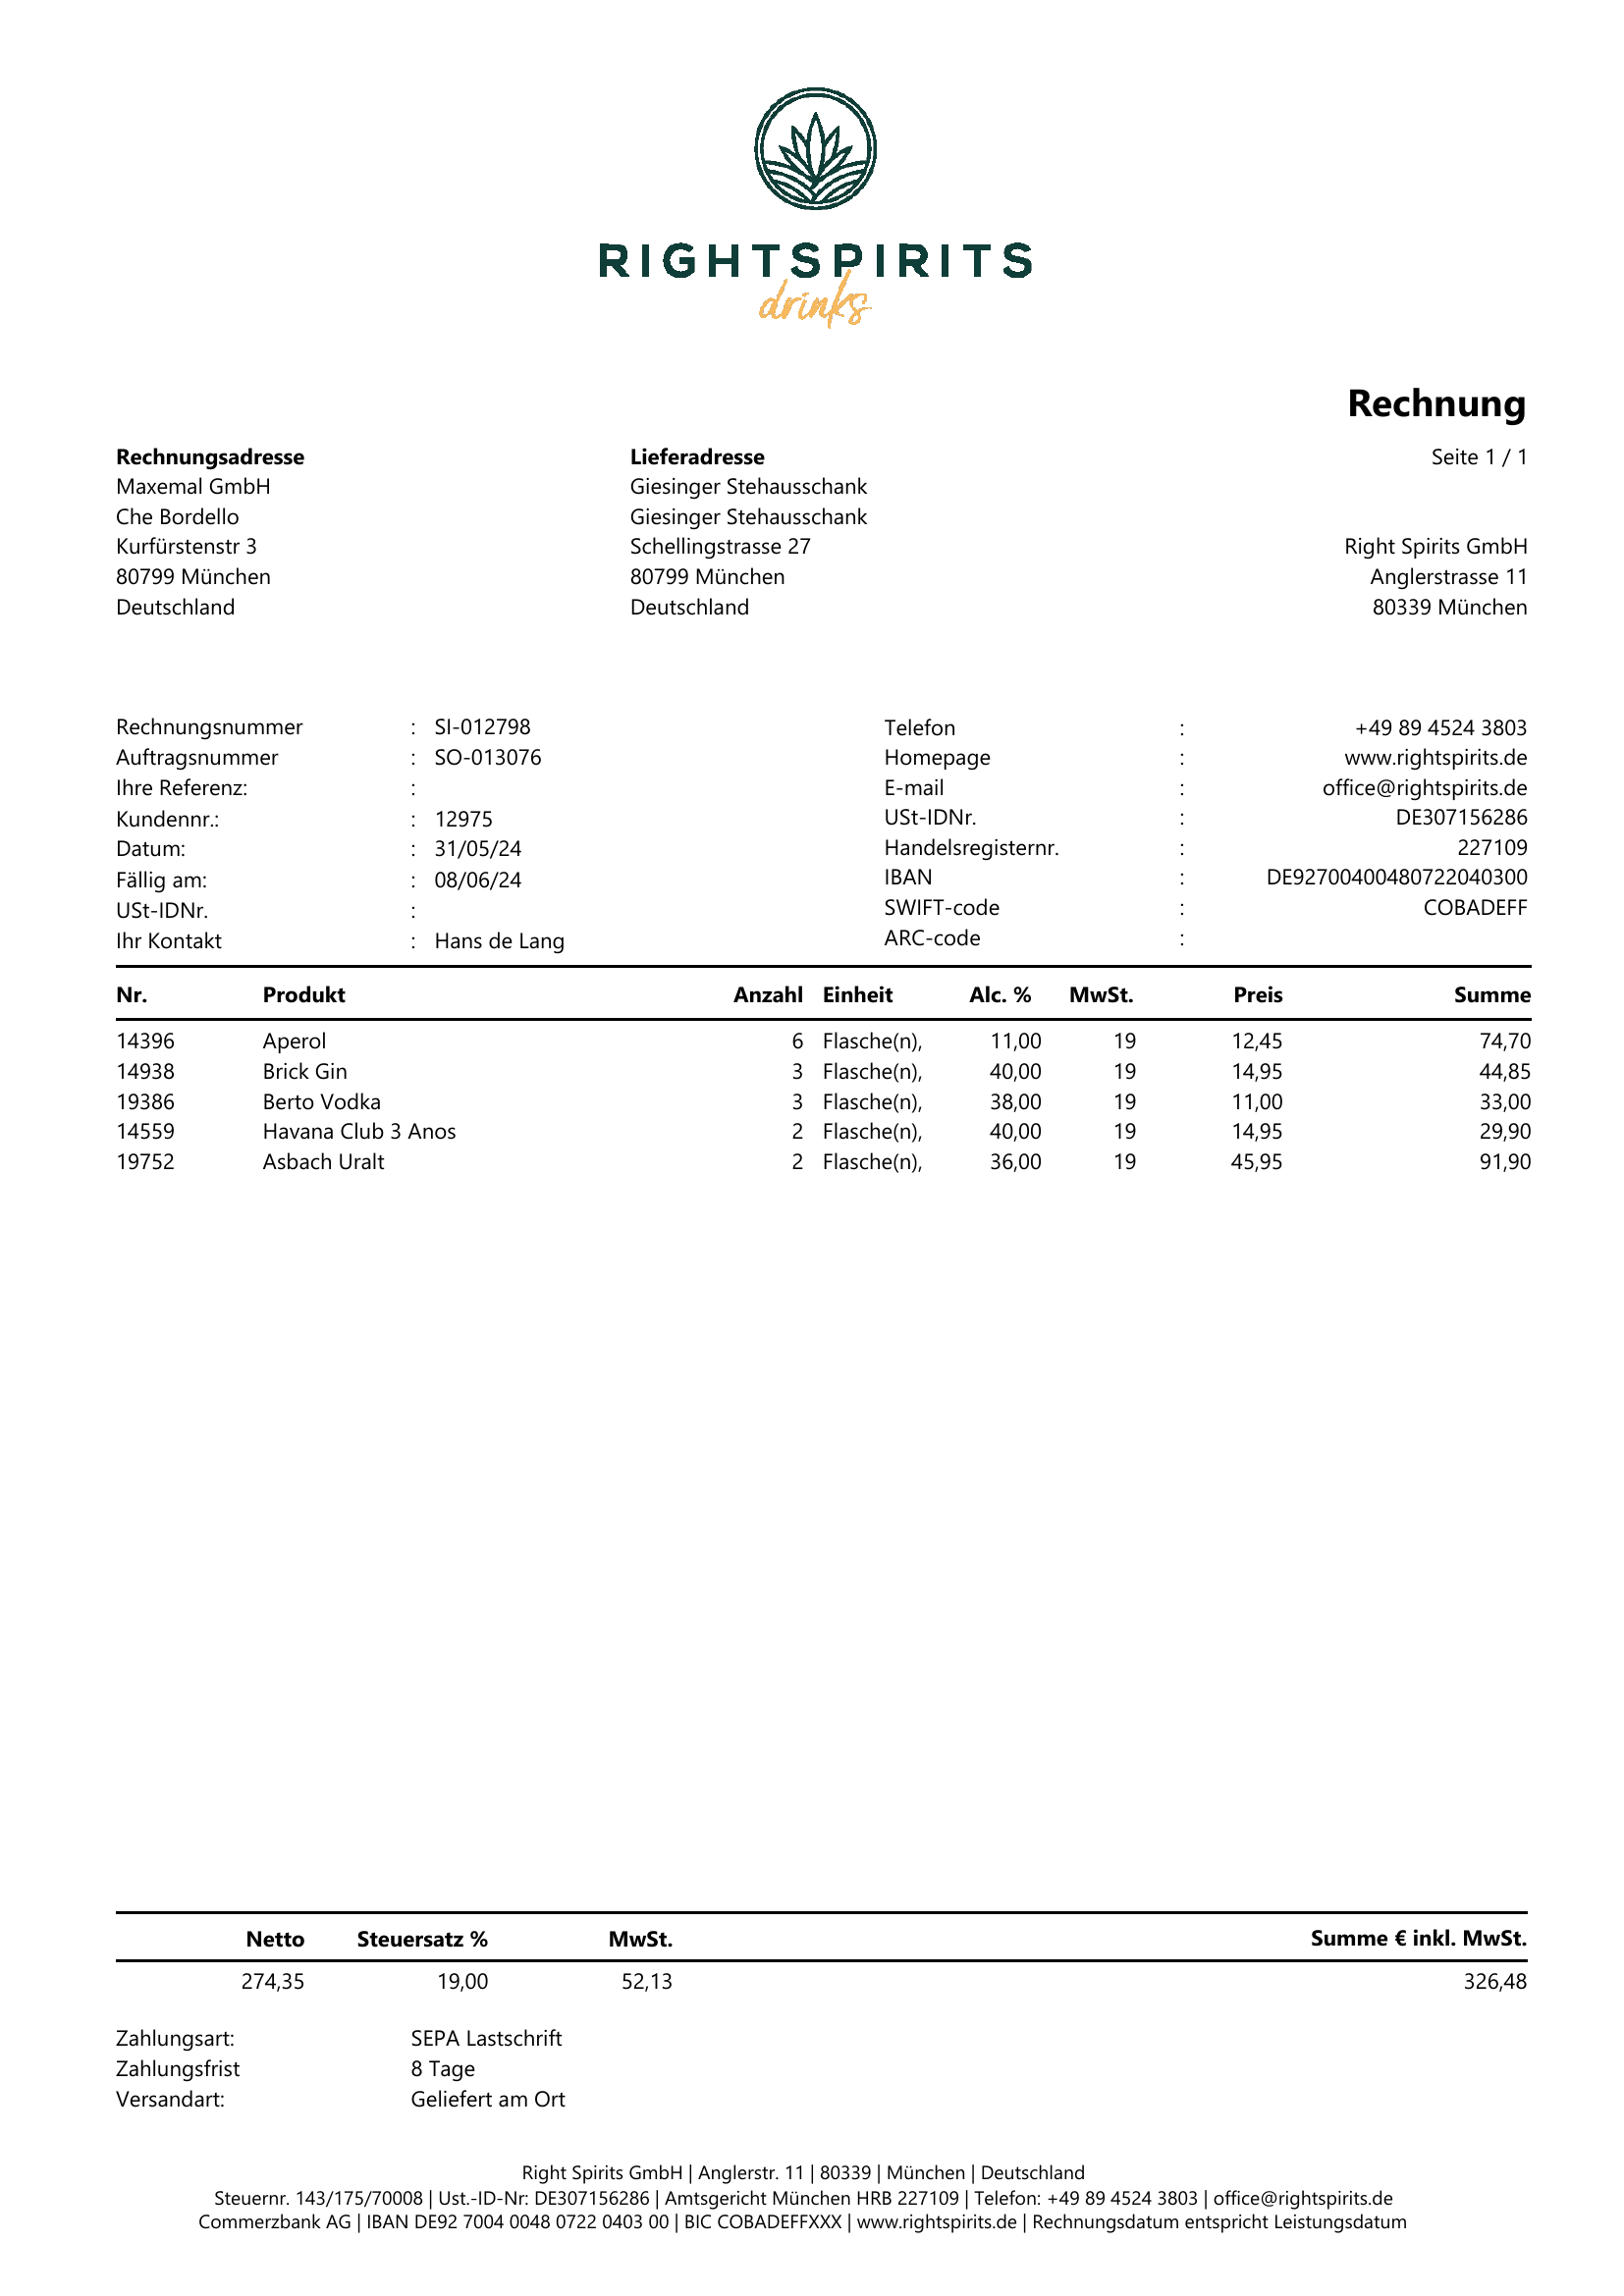 RIGHTSPIRITS
drinks
Rechnung
Rechnungsadresse Lieferadresse Seite 1 / 1
Maxemal GmbH Giesinger Stehausschank
Che Bordello Giesinger Stehausschank
Kurfürstenstr 3 Schellingstrasse 27 Right Spirits GmbH
80799 München 80799 München Anglerstrasse 11
Deutschland Deutschland 80339 München
Rechnungsnummer : SI-012798 Telefon : +49 89 4524 3803
Auftragsnummer : SO-013076 Homepage : www.rightspirits.de
Ihre Referenz: : E-mail : office@rightspirits.de
Kundennr.: : 12975 USt-IDNr. : DE307156286
Datum: : 31/05/24 Handelsregisternr. : 227109
Fällig am: : 08/06/24 IBAN : DE92700400480722040300
USt-IDNr. : SWIFT-code : COBADEFF
Ihr Kontakt : Hans de Lang ARC-code :
Nr. Produkt Anzahl Einheit Alc. % MwSt. Preis Summe
14396 Aperol 6 Flasche(n), 11,00 19 12,45 74,70
14938 Brick Gin 3 Flasche(n), 40,00 19 14,95 44,85
19386 Berto Vodka 3 Flasche(n), 38,00 19 11,00 33,00
14559 Havana Club 3 Anos 2 Flasche(n), 40,00 19 14,95 29,90
19752 Asbach Uralt 2 Flasche(n), 36,00 19 45,95 91,90
Netto Steuersatz % MwSt. Summe € inkl. MwSt.
274,35 19,00 52,13 326,48
Zahlungsart: SEPA Lastschrift
Zahlungsfrist 8 Tage
Versandart: Geliefert am Ort
Right Spirits GmbH | Anglerstr. 11 | 80339 | München | Deutschland
Steuernr. 143/175/70008 | Ust.-ID-Nr: DE307156286 | Amtsgericht München HRB 227109 | Telefon: +49 89 4524 3803 | office@rightspirits.de
Commerzbank AG | IBAN DE92 7004 0048 0722 0403 00 | BIC COBADEFFXXX | www.rightspirits.de | Rechnungsdatum entspricht Leistungsdatum